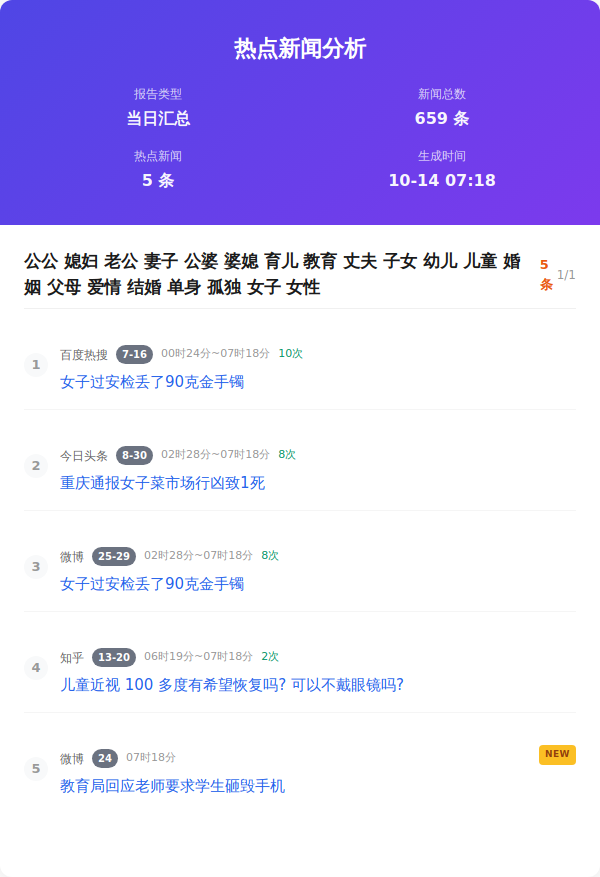 热点新闻分析
报告类型
当日汇总
新闻总数
659 条
热点新闻
5 条
生成时间
10-14 07:18
公公 媳妇 老公 妻子 公婆 婆媳 育儿 教育 丈夫 子女 幼儿 儿童 婚
姻 父母 爱情 结婚 单身 孤独 女子 女性
5
条
1/1
1
百度热搜 7-16 00时24分~07时18分 10次
女子过安检丢了90克金手镯
2
今日头条 8-30 02时28分~07时18分 8次
重庆通报女子菜市场行凶致1死
3
微博 25-29 02时28分~07时18分 8次
女子过安检丢了90克金手镯
4
知乎 13-20 06时19分~07时18分 2次
儿童近视 100 多度有希望恢复吗? 可以不戴眼镜吗?
5
微博 24 07时18分
NEW
教育局回应老师要求学生砸毁手机